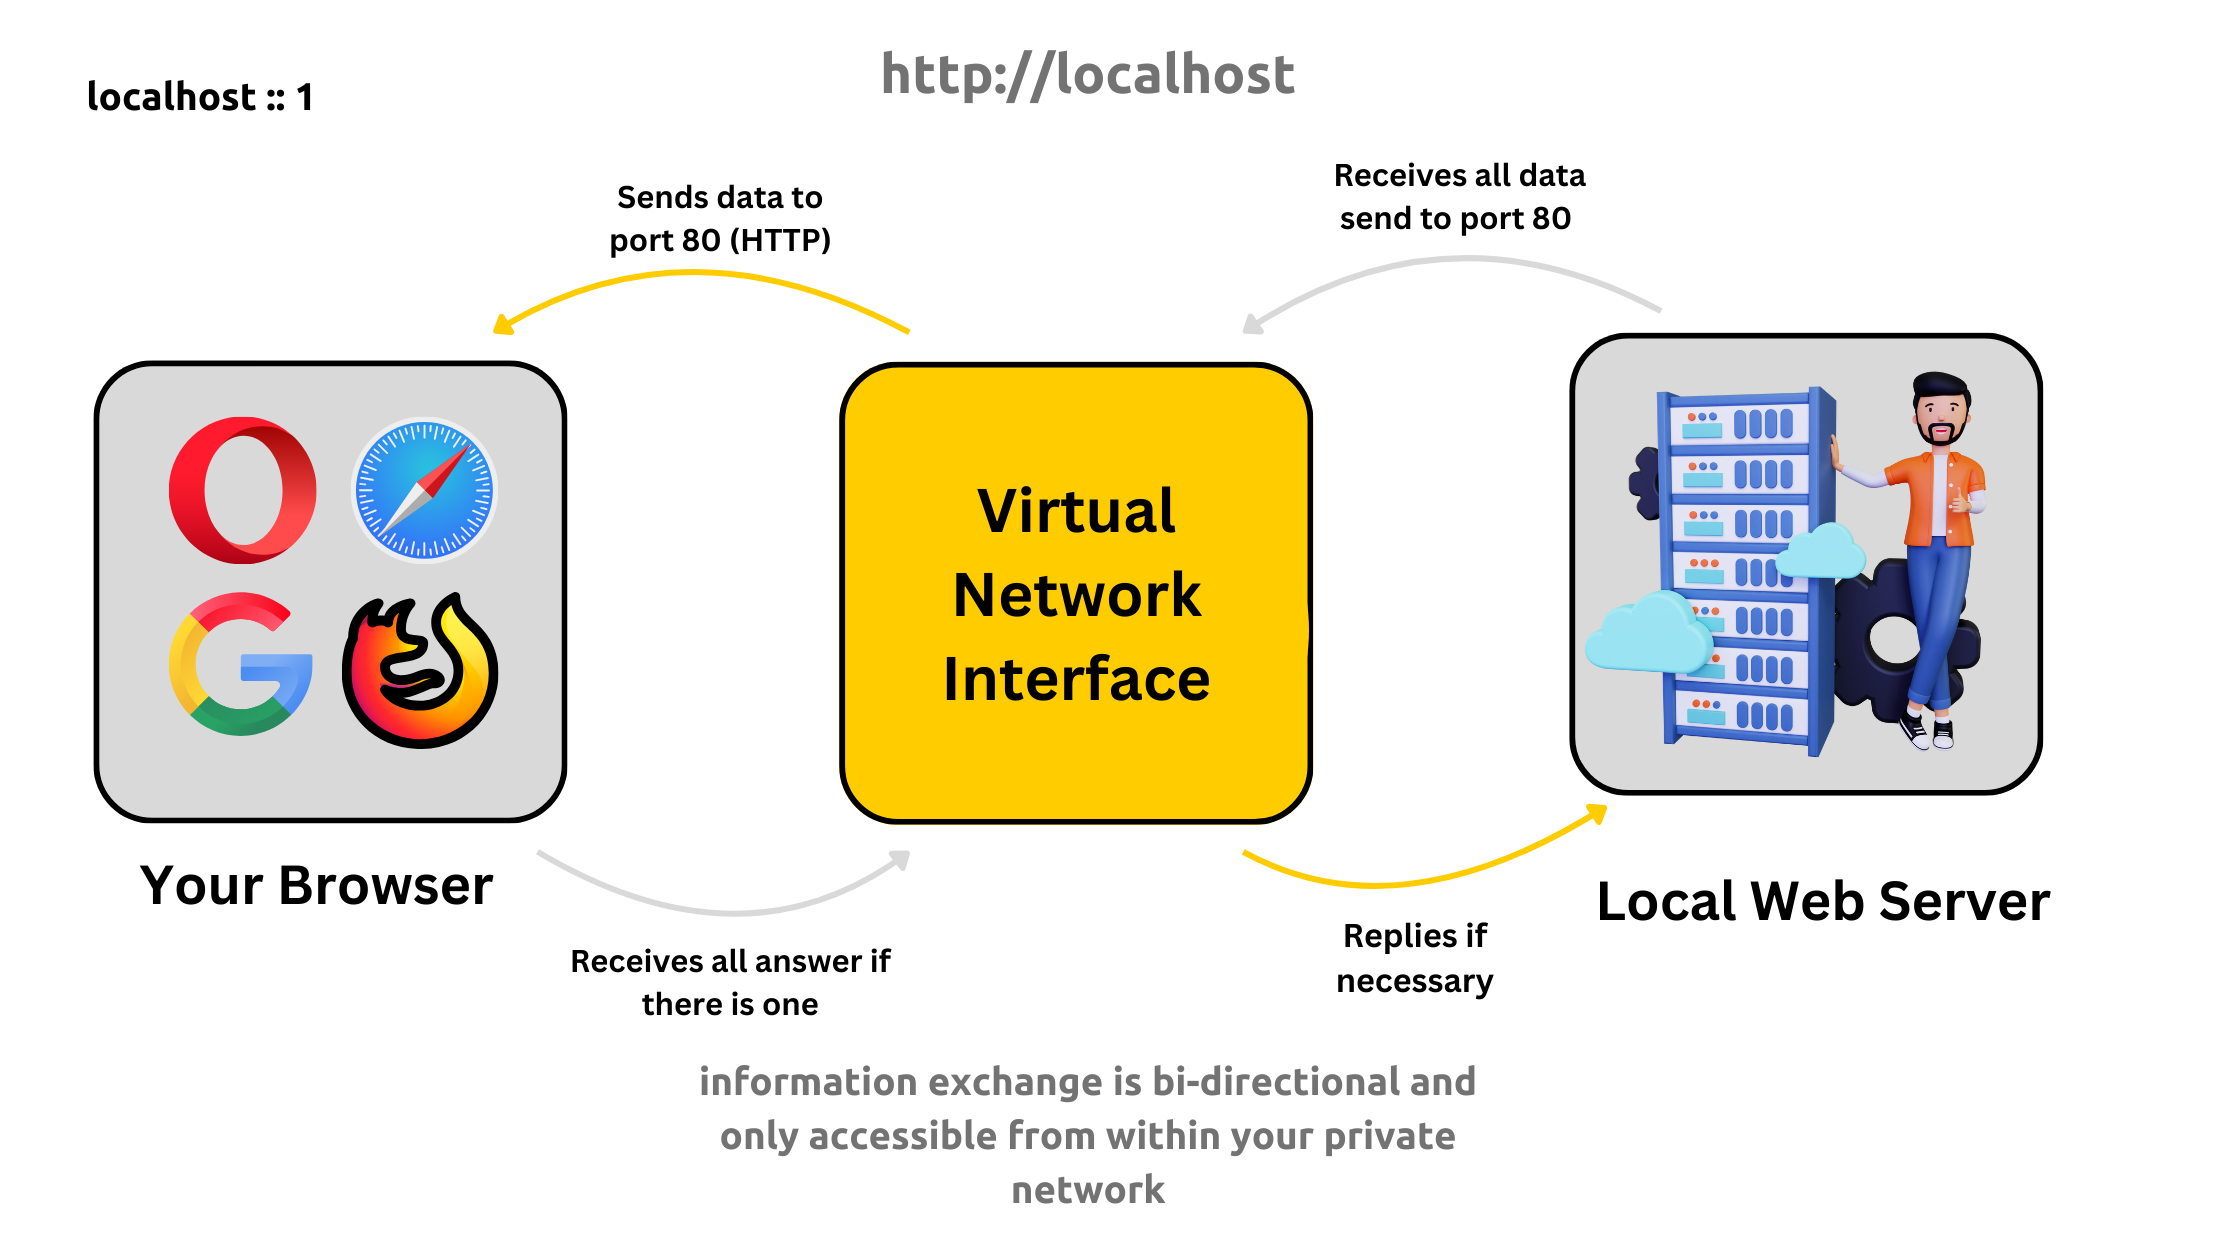 localhost :: 1
http://localhost
Sends data to
port 80 (HTTP)
Receives all data
send to port 80
Virtual
Network
Interface
Your Browser
Local Web Server
Receives all answer if
there is one
Replies if
necessary
information exchange is bi-directional and
only accessible from within your private
network